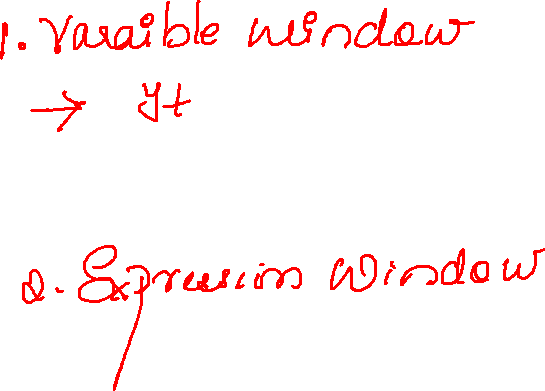 1. Varaible window
→ It
2. Expression Window